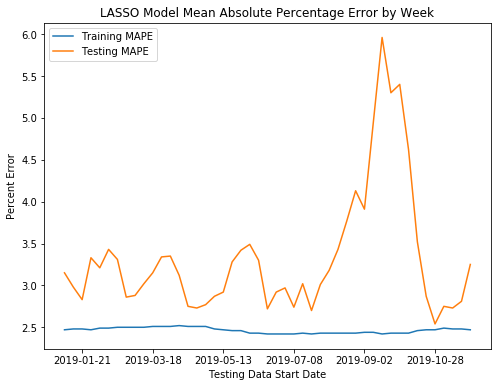 LASSO Model Mean Absolute Percentage Error by Week
Training MAPE
Testing MAPE
Percent Error
6.0
5.5
5.0
4.5
4.0
3.5
3.0
2.5
2019-01-21 2019-03-18 2019-05-13 2019-07-08 2019-09-02 2019-10-28
Testing Data Start Date